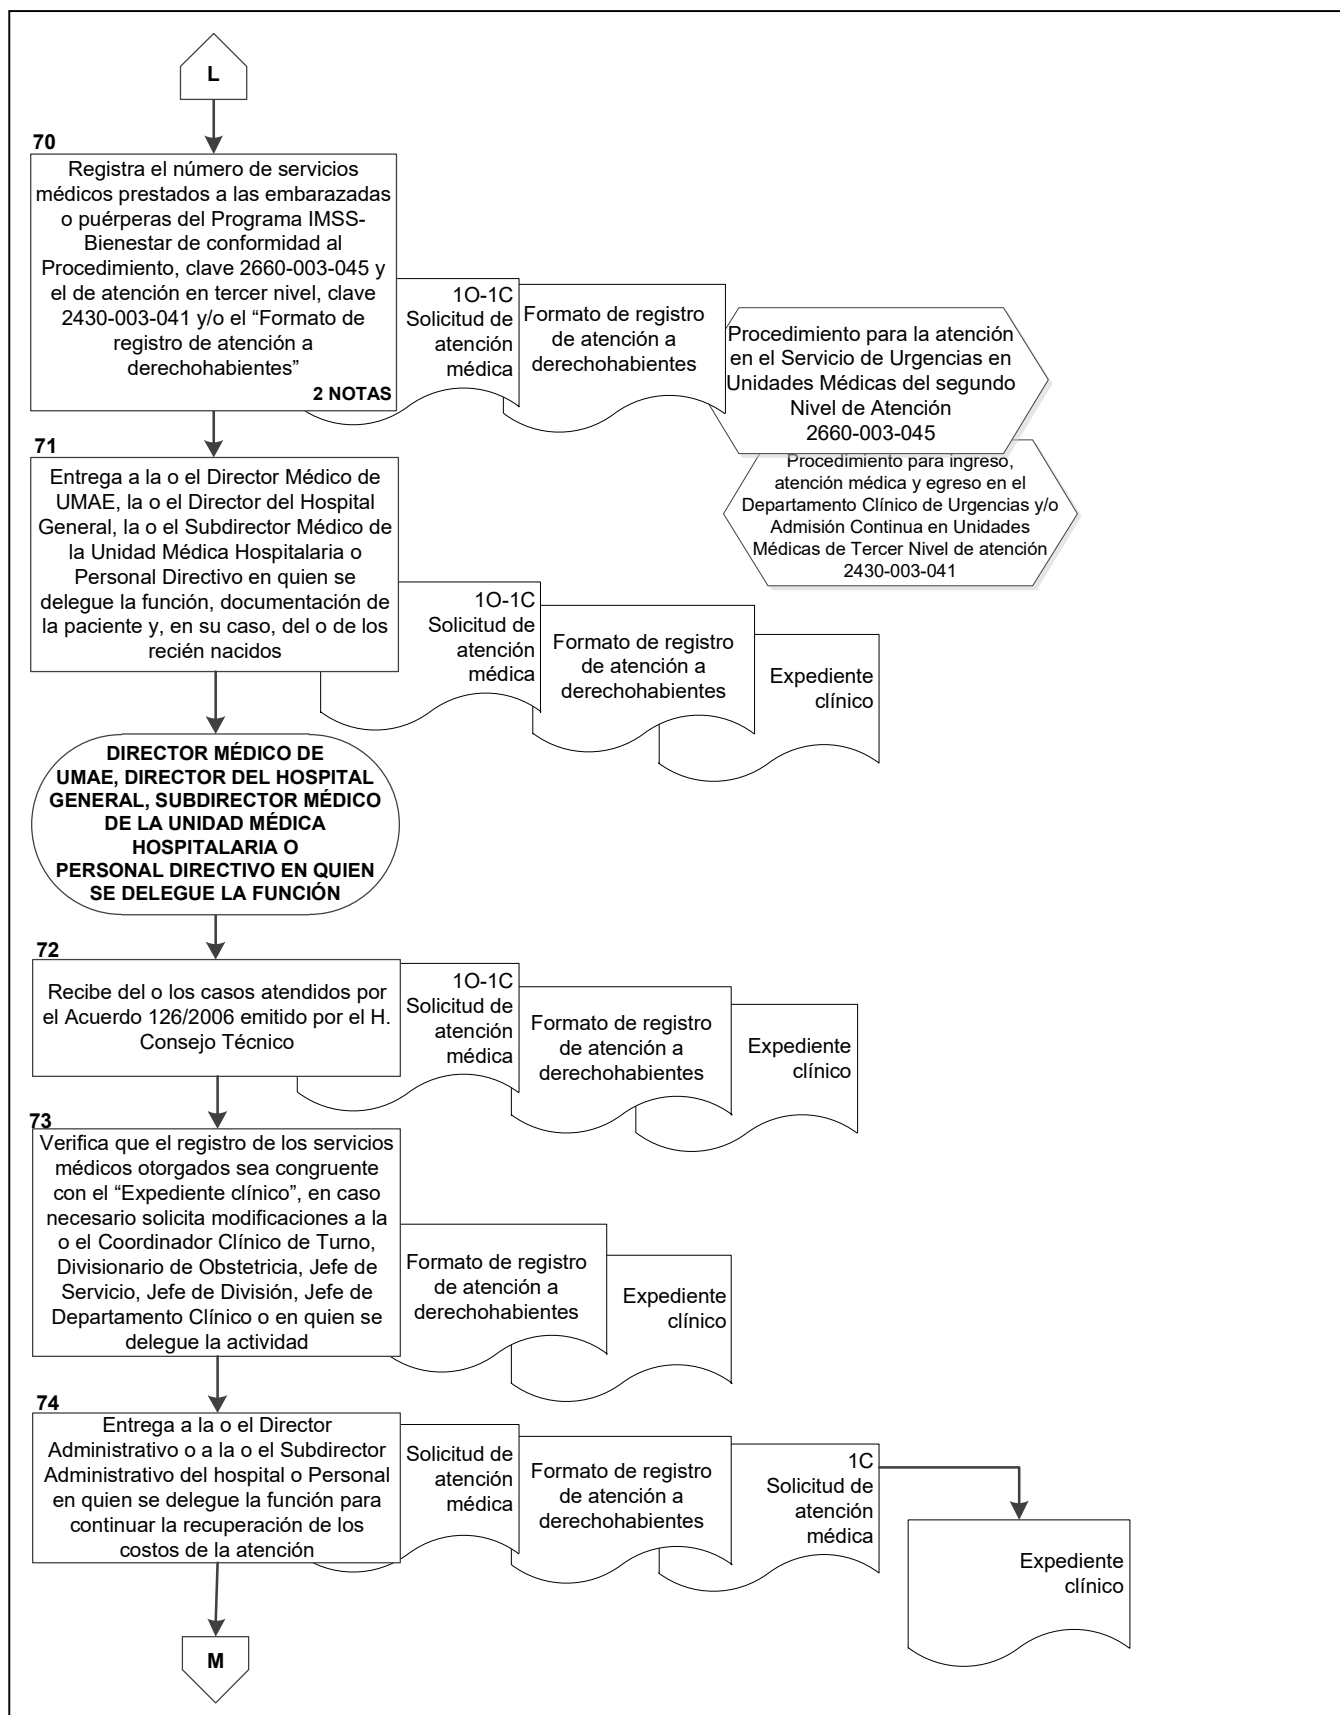 L
70
Registra el número de servicios
médicos prestados a las embarazadas
o puérperas del Programa IMSS-
Bienestar de conformidad al
Procedimiento, clave 2660-003-045 y
el de atención en tercer nivel, clave
2430-003-041 y/o el “Formato de
registro de atención a
derechohabientes”
2 NOTAS
1O-1C
Solicitud de
atención
médica
Formato de registro
de atención a
derechohabientes
Procedimiento para la atención
en el Servicio de Urgencias en
Unidades Médicas del segundo
Nivel de Atención
2660-003-045
Procedimiento para ingreso,
atención médica y egreso en el
Departamento Clínico de Urgencias y/o
Admisión Continua en Unidades
Médicas de Tercer Nivel de atención
2430-003-041
71
Entrega a la o el Director Médico de
UMAE, la o el Director del Hospital
General, la o el Subdirector Médico de
la Unidad Médica Hospitalaria o
Personal Directivo en quien se
delegue la función, documentación de
la paciente y, en su caso, del o de los
recién nacidos
1O-1C
Solicitud de
atención
médica
Formato de registro
de atención a
derechohabientes
Expediente
clínico
DIRECTOR MÉDICO DE
UMAE, DIRECTOR DEL HOSPITAL
GENERAL, SUBDIRECTOR MÉDICO
DE LA UNIDAD MÉDICA
HOSPITALARIA O
PERSONAL DIRECTIVO EN QUIEN
SE DELEGUE LA FUNCIÓN
72
Recibe del o los casos atendidos por
el Acuerdo 126/2006 emitido por el H.
Consejo Técnico
1O-1C
Solicitud de
atención
médica
Formato de registro
de atención a
derechohabientes
Expediente
clínico
73
Verifica que el registro de los servicios
médicos otorgados sea congruente
con el “Expediente clínico”, en caso
necesario solicita modificaciones a la
o el Coordinador Clínico de Turno,
Divisionario de Obstetricia, Jefe de
Servicio, Jefe de División, Jefe de
Departamento Clínico o en quien se
delegue la actividad
Formato de registro
de atención a
derechohabientes
Expediente
clínico
74
Entrega a la o el Director
Administrativo o a la o el Subdirector
Administrativo del hospital o Personal
en quien se delegue la función para
continuar la recuperación de los
costos de la atención
Solicitud de
atención
médica
Formato de registro
de atención a
derechohabientes
1C
Solicitud de
atención
médica
Expediente
clínico
M